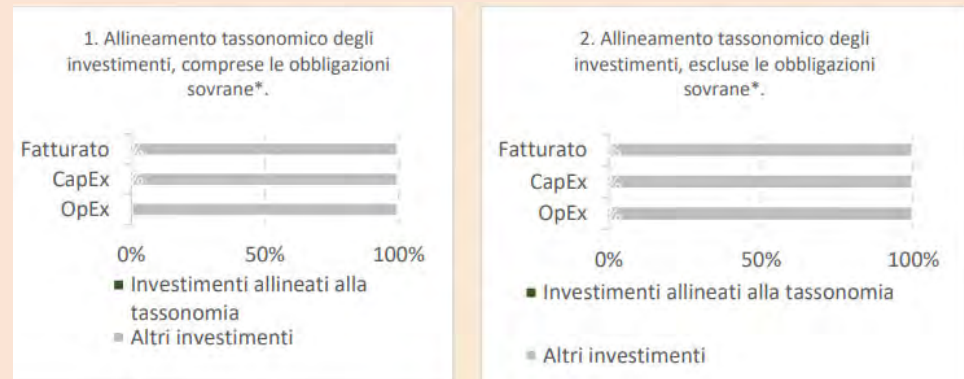 1. Allineamento tassonomico degli
investimenti, comprese le obbligazioni
sovrane*.
Fatturato
CapEx
OpEx
0% 50% 100%
Investimenti allineati alla
tassonomia
Altri investimenti
2. Allineamento tassonomico degli
investimenti, escluse le obbligazioni
sovrane*.
Fatturato
CapEx
OpEx
0% 50% 100%
Investimenti allineati alla tassonomia
Altri investimenti